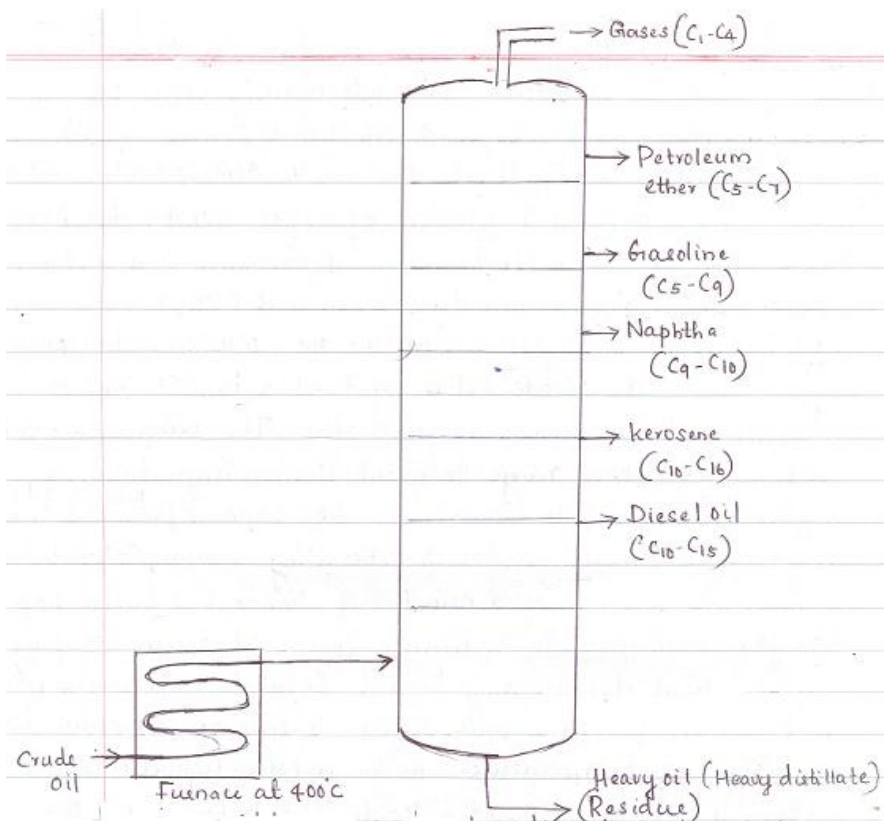 → Gases (C₁-C₄)
→ Petroleum
ether (C₅-C₇)
→ Gasoline
(C₅-C₉)
→ Naphtha
(C₉-C₁₀)
→ kerosene
(C₁₀-C₁₆)
→ Diesel oil
(C₁₀-C₁₅)
Crude
oil
Furnace at 400°C
Heavy oil (Heavy distillate)
(Residue)